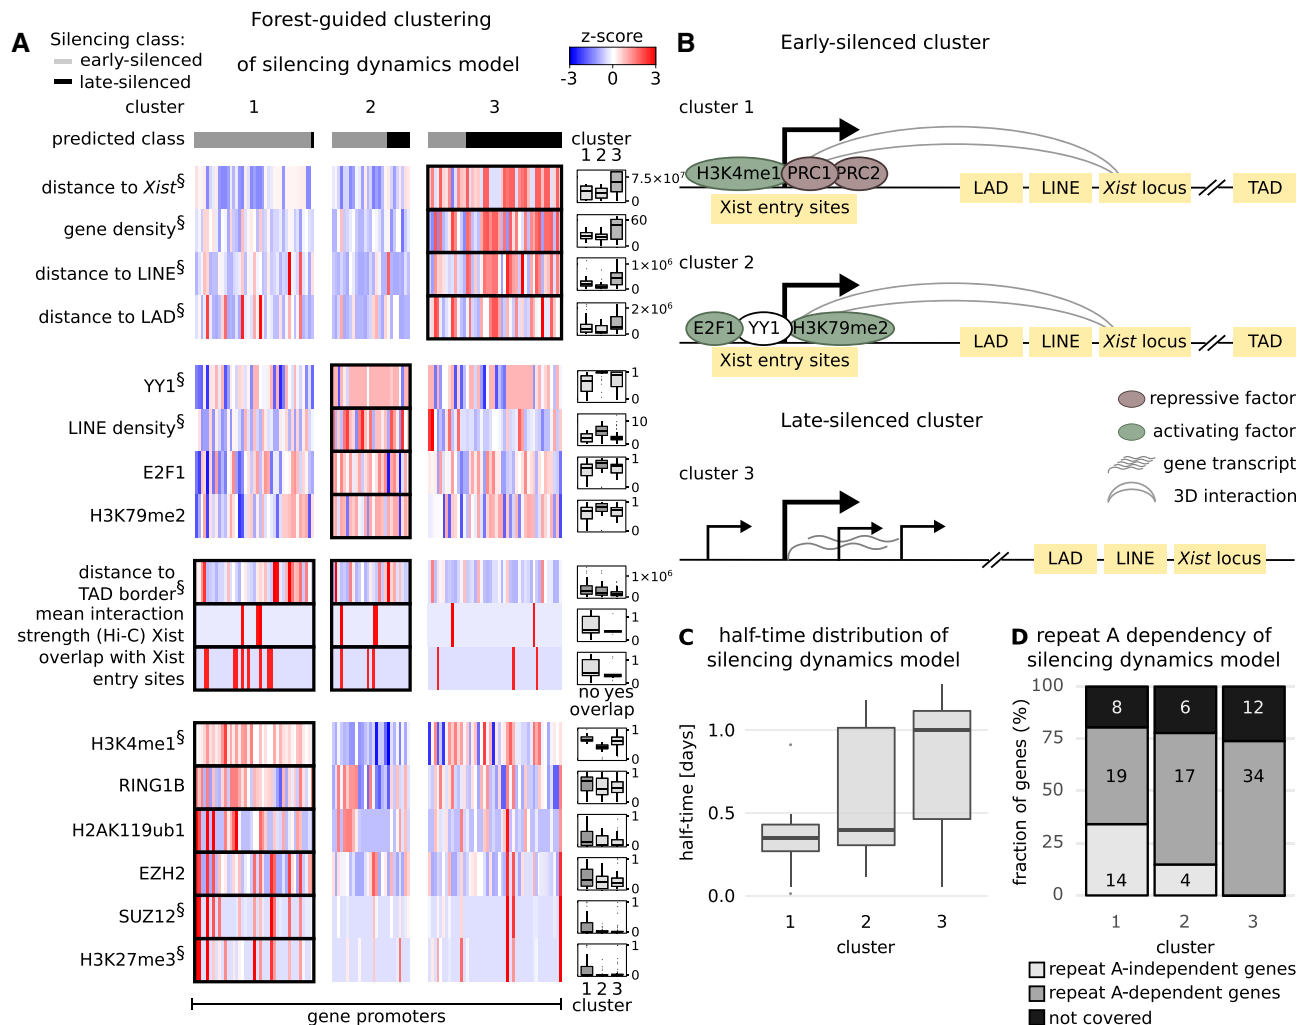 A
Forest-guided clustering
of silencing dynamics model
Silencing class:
early-silenced
late-silenced
z-score
-3 0 3
cluster 1 2 3
predicted class
cluster
1 2 3
distance to Xist§
7.5×10⁷
0
gene density§
60
0
distance to LINE§
1×10⁶
0
distance to LAD§
2×10⁶
0
YY1§
1
0
LINE density§
10
0
E2F1
1
0
H3K79me2
1
0
distance to
TAD border§
1×10⁶
0
mean interaction
strength (Hi-C) Xist
1
0
overlap with Xist
entry sites
1
0
no yes
overlap
H3K4me1§
1
0
RING1B
1
0
H2AK119ub1
1
0
EZH2
1
0
SUZ12§
1
0
H3K27me3§
1
0
1 2 3
cluster
gene promoters
B
Early-silenced cluster
cluster 1
H3K4me1 PRC1 PRC2
Xist entry sites
LAD LINE Xist locus TAD
cluster 2
E2F1 YY1 H3K79me2
Xist entry sites
LAD LINE Xist locus TAD
repressive factor
activating factor
gene transcript
3D interaction
Late-silenced cluster
cluster 3
LAD LINE Xist locus
C
half-time distribution of
silencing dynamics model
half-time [days]
1.0
0.5
0.0
1 2 3
cluster
D
repeat A dependency of
silencing dynamics model
fraction of genes (%)
100
75
50
25
0
8 6 12
19 17 34
14 4
1 2 3
cluster
repeat A-independent genes
repeat A-dependent genes
not covered